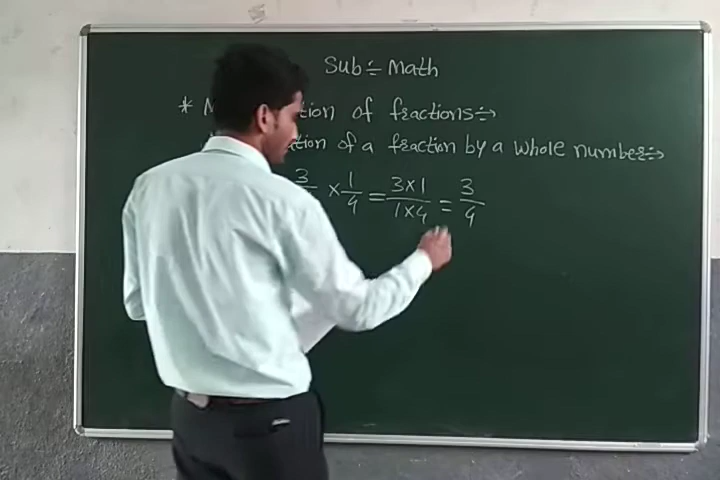 Sub÷ Math
* M tion of fractions÷→
tion of a fraction by a whole number÷→
3 × 1/4 = 3×1/1×4 = 3/4